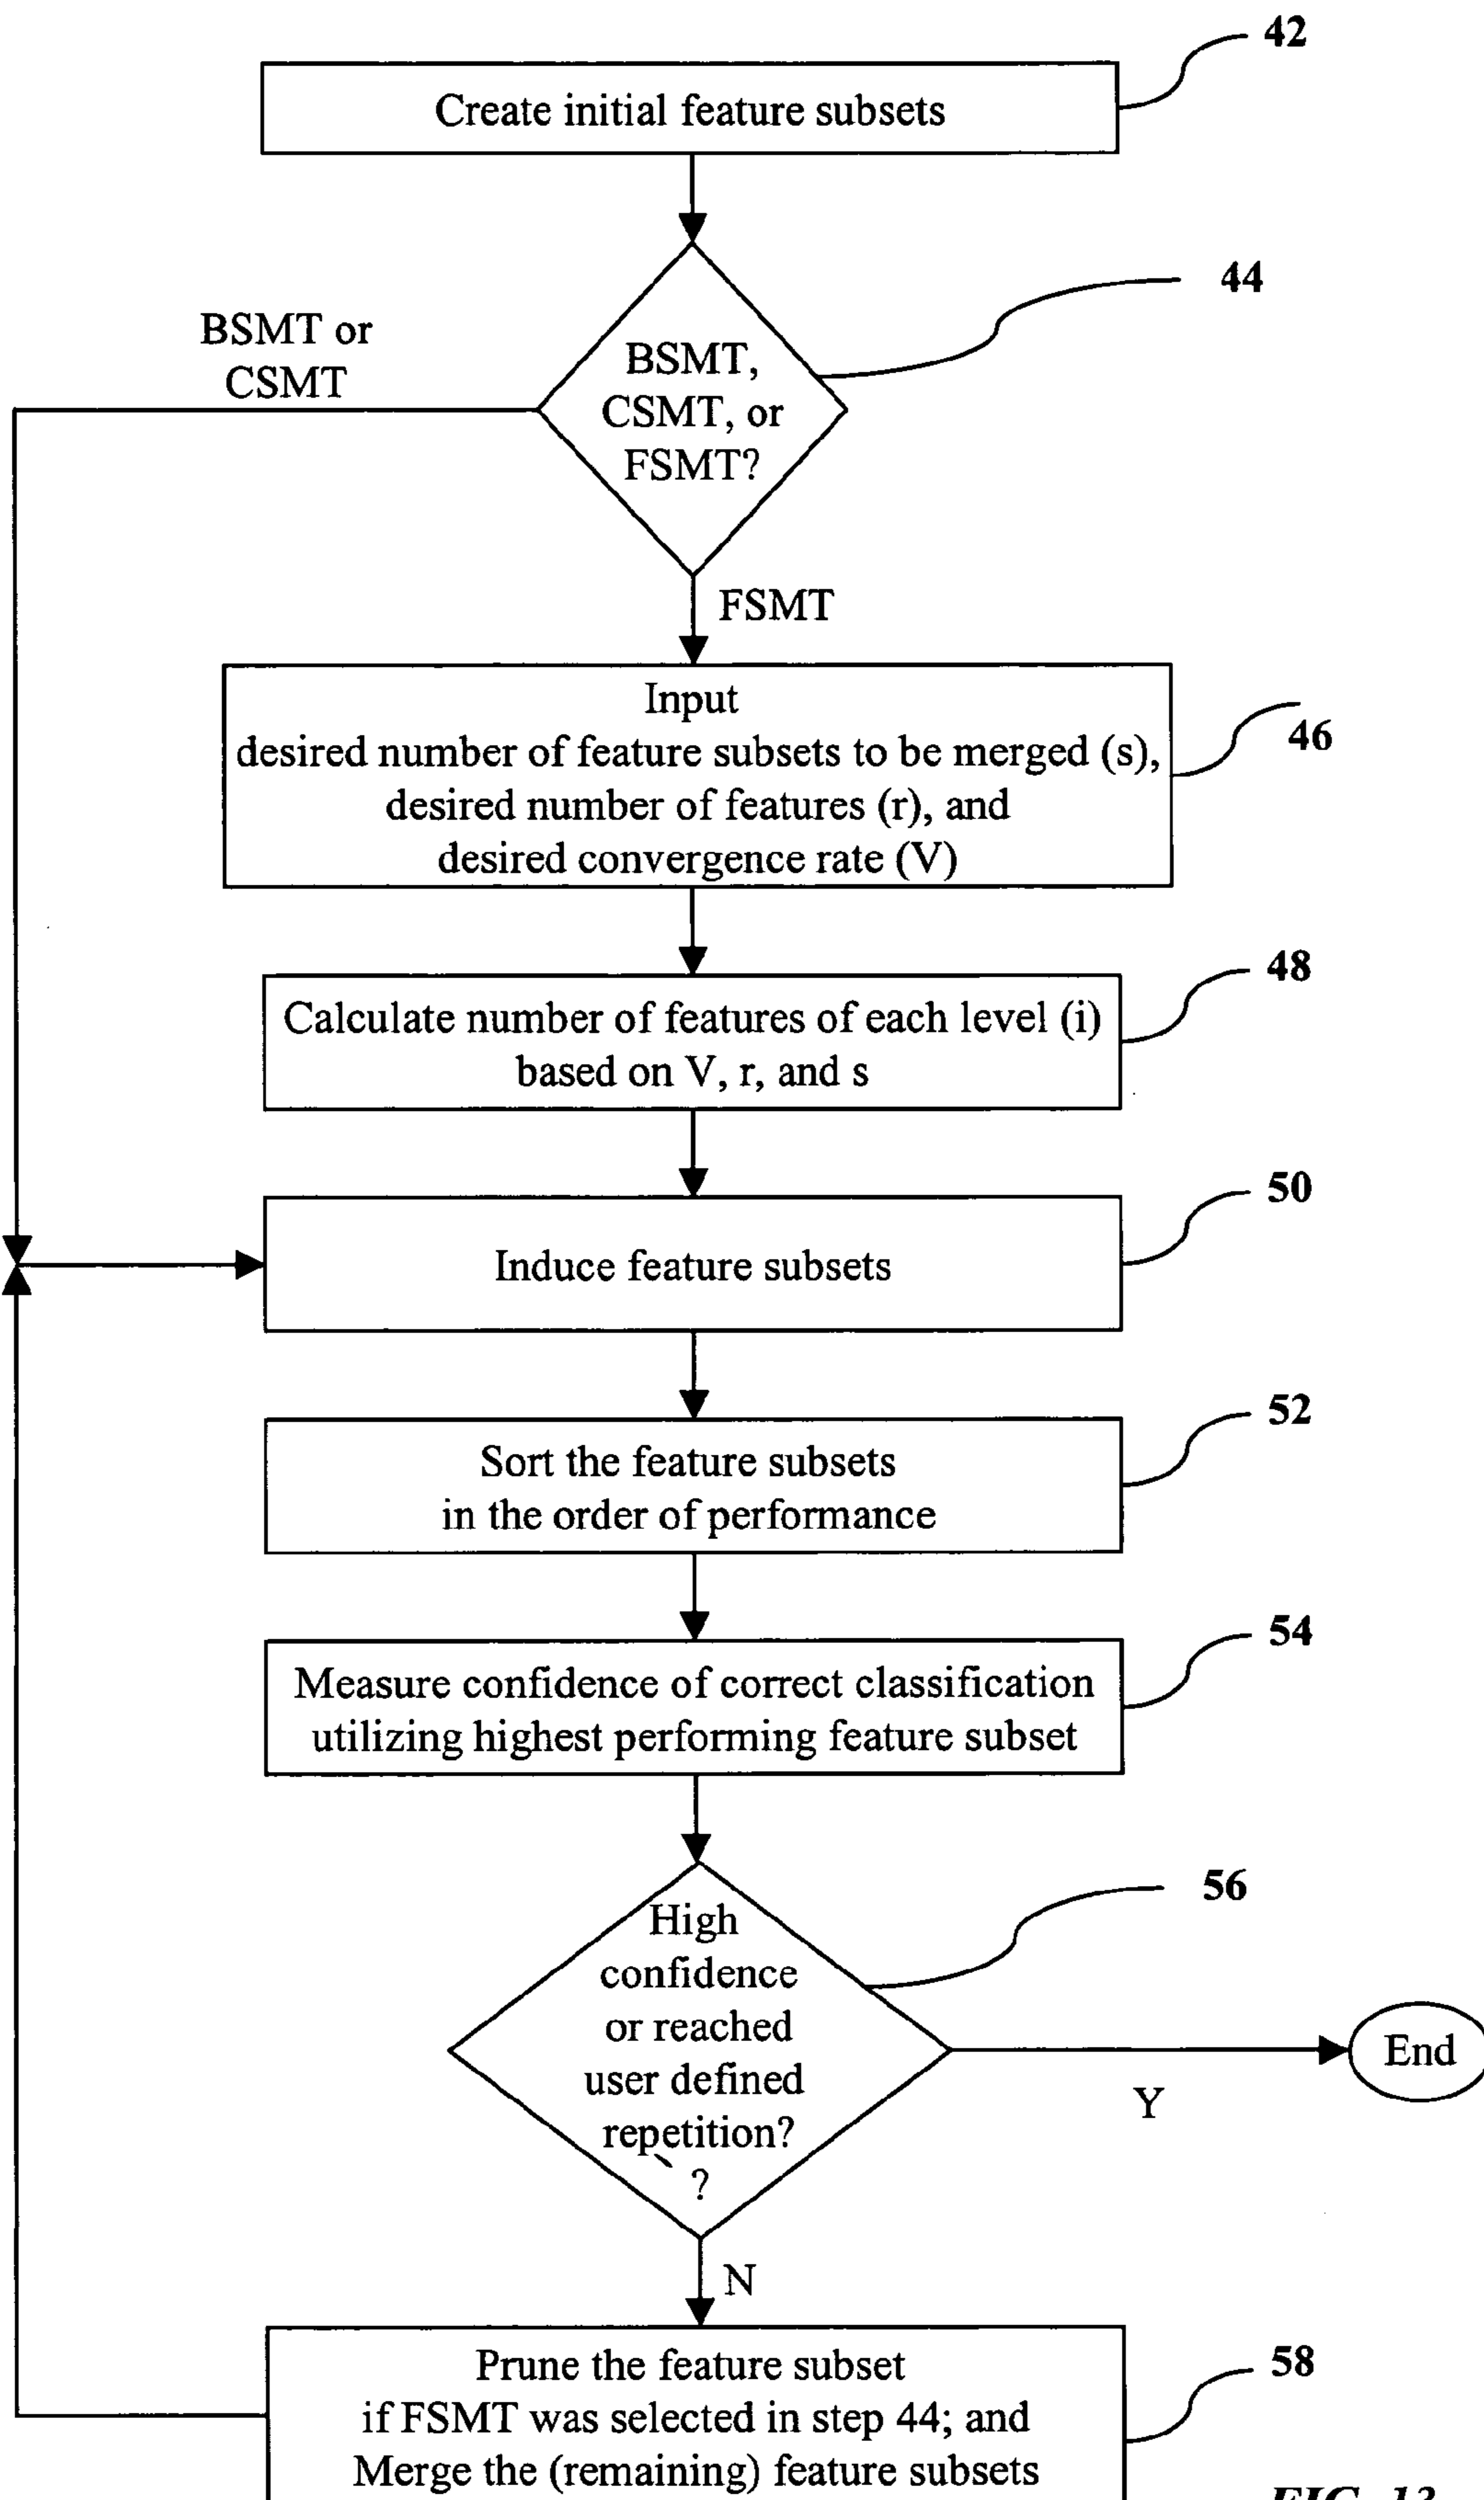 42
Create initial feature subsets
44
BSMT or
CSMT
BSMT,
CSMT, or
FSMT?
FSMT
Input
desired number of feature subsets to be merged (s),
desired number of features (r), and
desired convergence rate (V)
46
48
Calculate number of features of each level (i)
based on V, r, and s
50
Induce feature subsets
52
Sort the feature subsets
in the order of performance
54
Measure confidence of correct classification
utilizing highest performing feature subset
56
High
confidence
or reached
user defined
repetition?
?
End
Y
N
58
Prune the feature subset
if FSMT was selected in step 44; and
Merge the (remaining) feature subsets
FIG. 13